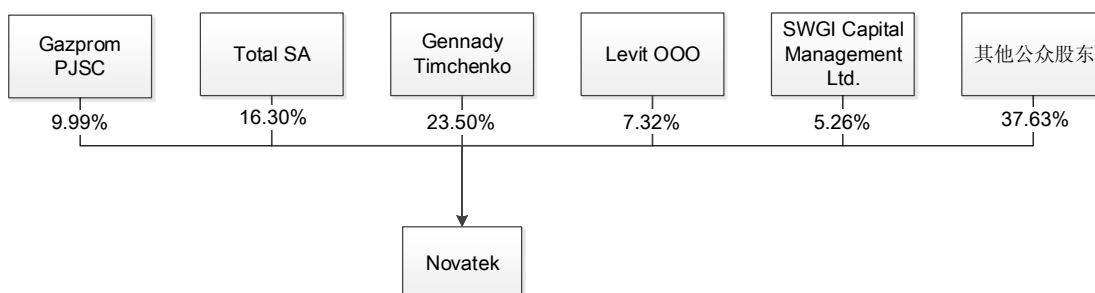 Gazprom
PJSC
Total SA
Gennady
Timchenko
Levit OOO
SWGI Capital
Management
Ltd.
其他公众股东
9.99%
16.30%
23.50%
7.32%
5.26%
37.63%
Novatek